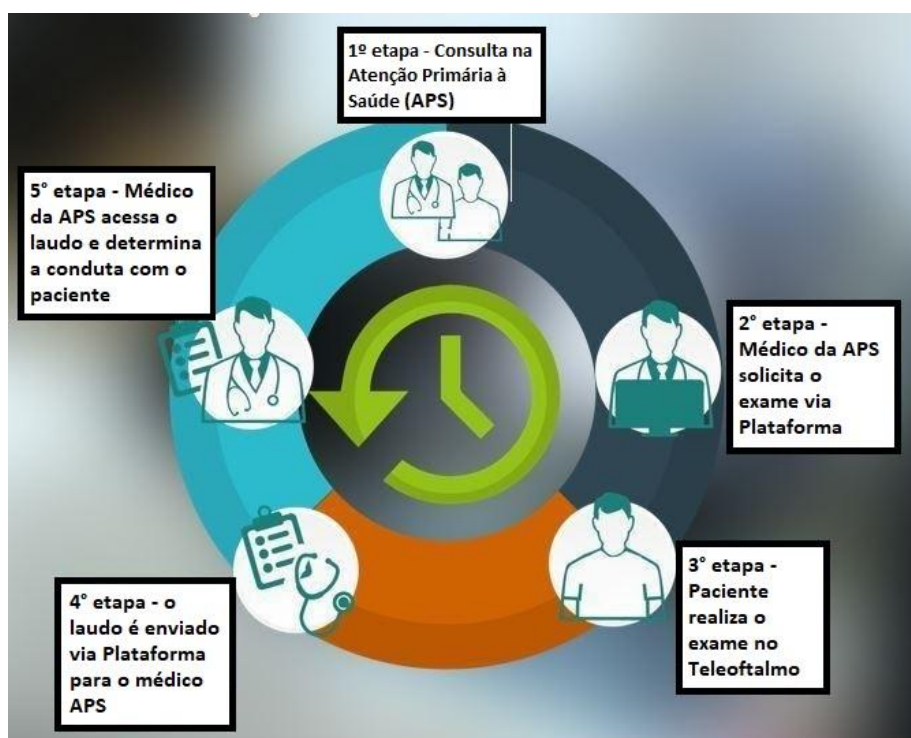 1º etapa - Consulta na
Atenção Primária à
Saúde (APS)
2° etapa -
Médico da APS
solicita o
exame via
Plataforma
3° etapa -
Paciente
realiza o
exame no
Teleoftalmo
4° etapa - o
laudo é enviado
via Plataforma
para o médico
APS
5° etapa - Médico
da APS acessa o
laudo e determina
a conduta com o
paciente